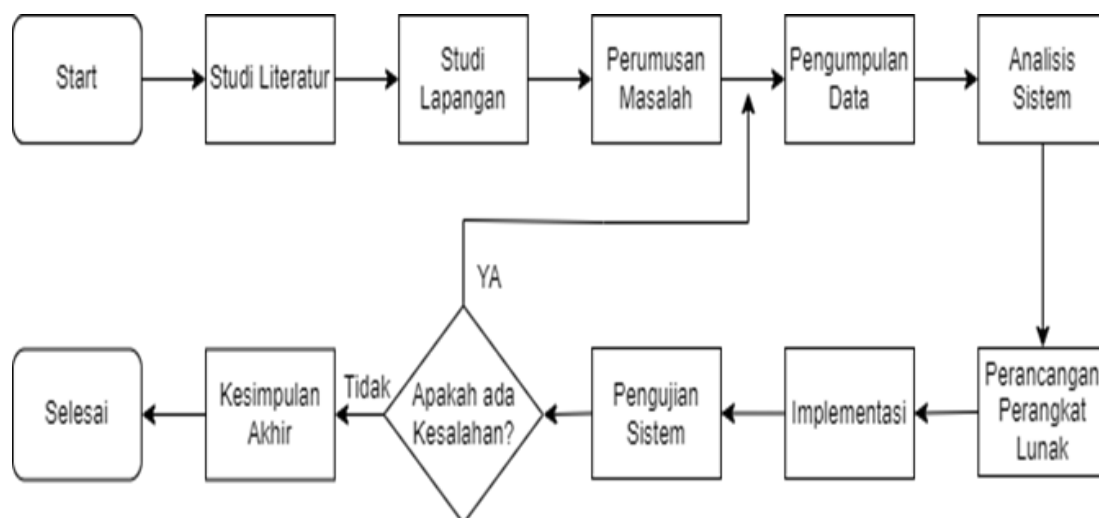 Start
Studi Literatur
Studi
Lapangan
Perumusan
Masalah
Pengumpulan
Data
Analisis
Sistem
YA
Selesai
Kesimpulan
Akhir
Tidak
Apakah ada
Kesalahan?
Pengujian
Sistem
Implementasi
Perancangan
Perangkat
Lunak